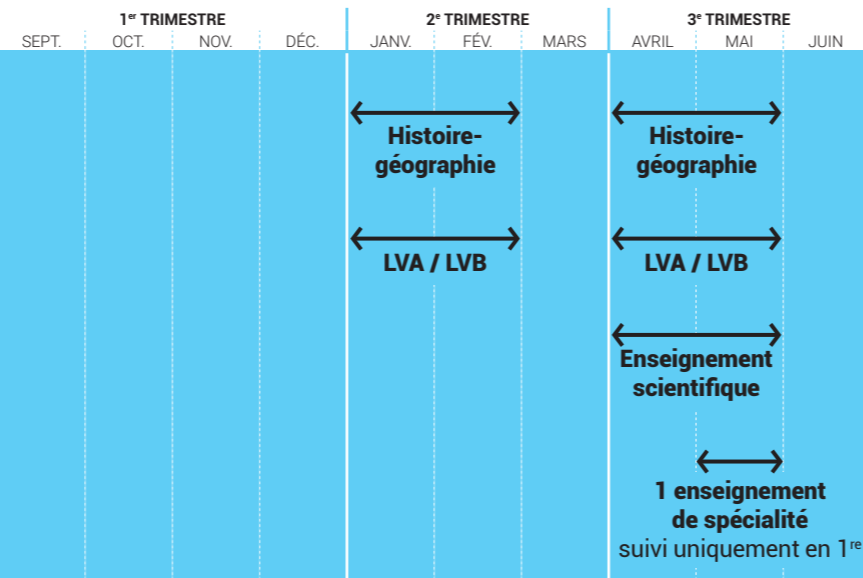 1er TRIMESTRE 2e TRIMESTRE 3e TRIMESTRE
SEPT. OCT. NOV. DÉC. JANV. FÉV. MARS AVRIL MAI JUIN
Histoire-
géographie
Histoire-
géographie
LVA / LVB
LVA / LVB
Enseignement
scientifique
1 enseignement
de spécialité
suivi uniquement en 1re